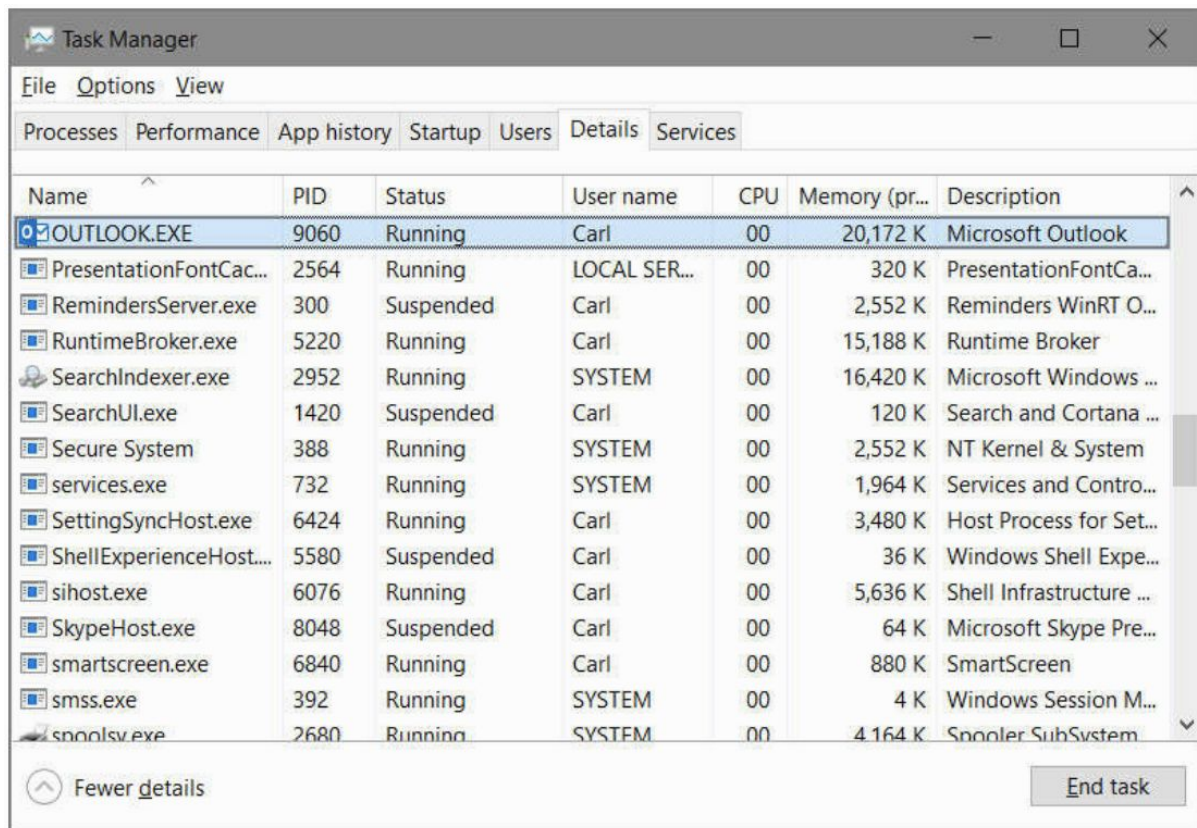 Task Manager
File Options View
Processes Performance App history Startup Users Details Services
Name PID Status User name CPU Memory (pr... Description
OUTLOOK.EXE 9060 Running Carl 00 20,172 K Microsoft Outlook
PresentationFontCac... 2564 Running LOCAL SER... 00 320 K PresentationFontCa...
RemindersServer.exe 300 Suspended Carl 00 2,552 K Reminders WinRT O...
RuntimeBroker.exe 5220 Running Carl 00 15,188 K Runtime Broker
SearchIndexer.exe 2952 Running SYSTEM 00 16,420 K Microsoft Windows ...
SearchUI.exe 1420 Suspended Carl 00 120 K Search and Cortana ...
Secure System 388 Running SYSTEM 00 2,552 K NT Kernel & System
services.exe 732 Running SYSTEM 00 1,964 K Services and Contro...
SettingSyncHost.exe 6424 Running Carl 00 3,480 K Host Process for Set...
ShellExperienceHost.... 5580 Suspended Carl 00 36 K Windows Shell Expe...
sihost.exe 6076 Running Carl 00 5,636 K Shell Infrastructure ...
SkypeHost.exe 8048 Suspended Carl 00 64 K Microsoft Skype Pre...
smartscreen.exe 6840 Running Carl 00 880 K SmartScreen
smss.exe 392 Running SYSTEM 00 4 K Windows Session M...
spoolsv.exe 2680 Running SYSTEM 00 4,164 K Spooler SubSystem
Fewer details End task